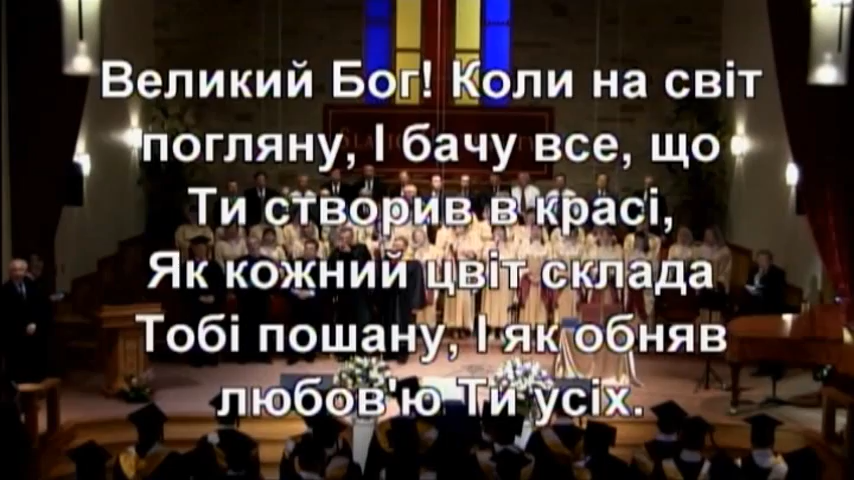 Великий Бог! Коли на світ
погляну, І бачу все, що
Ти створив в красі,
Як кожний цвіт склада
Тобі пошану, І як обняв
любов'ю Ти усіх.